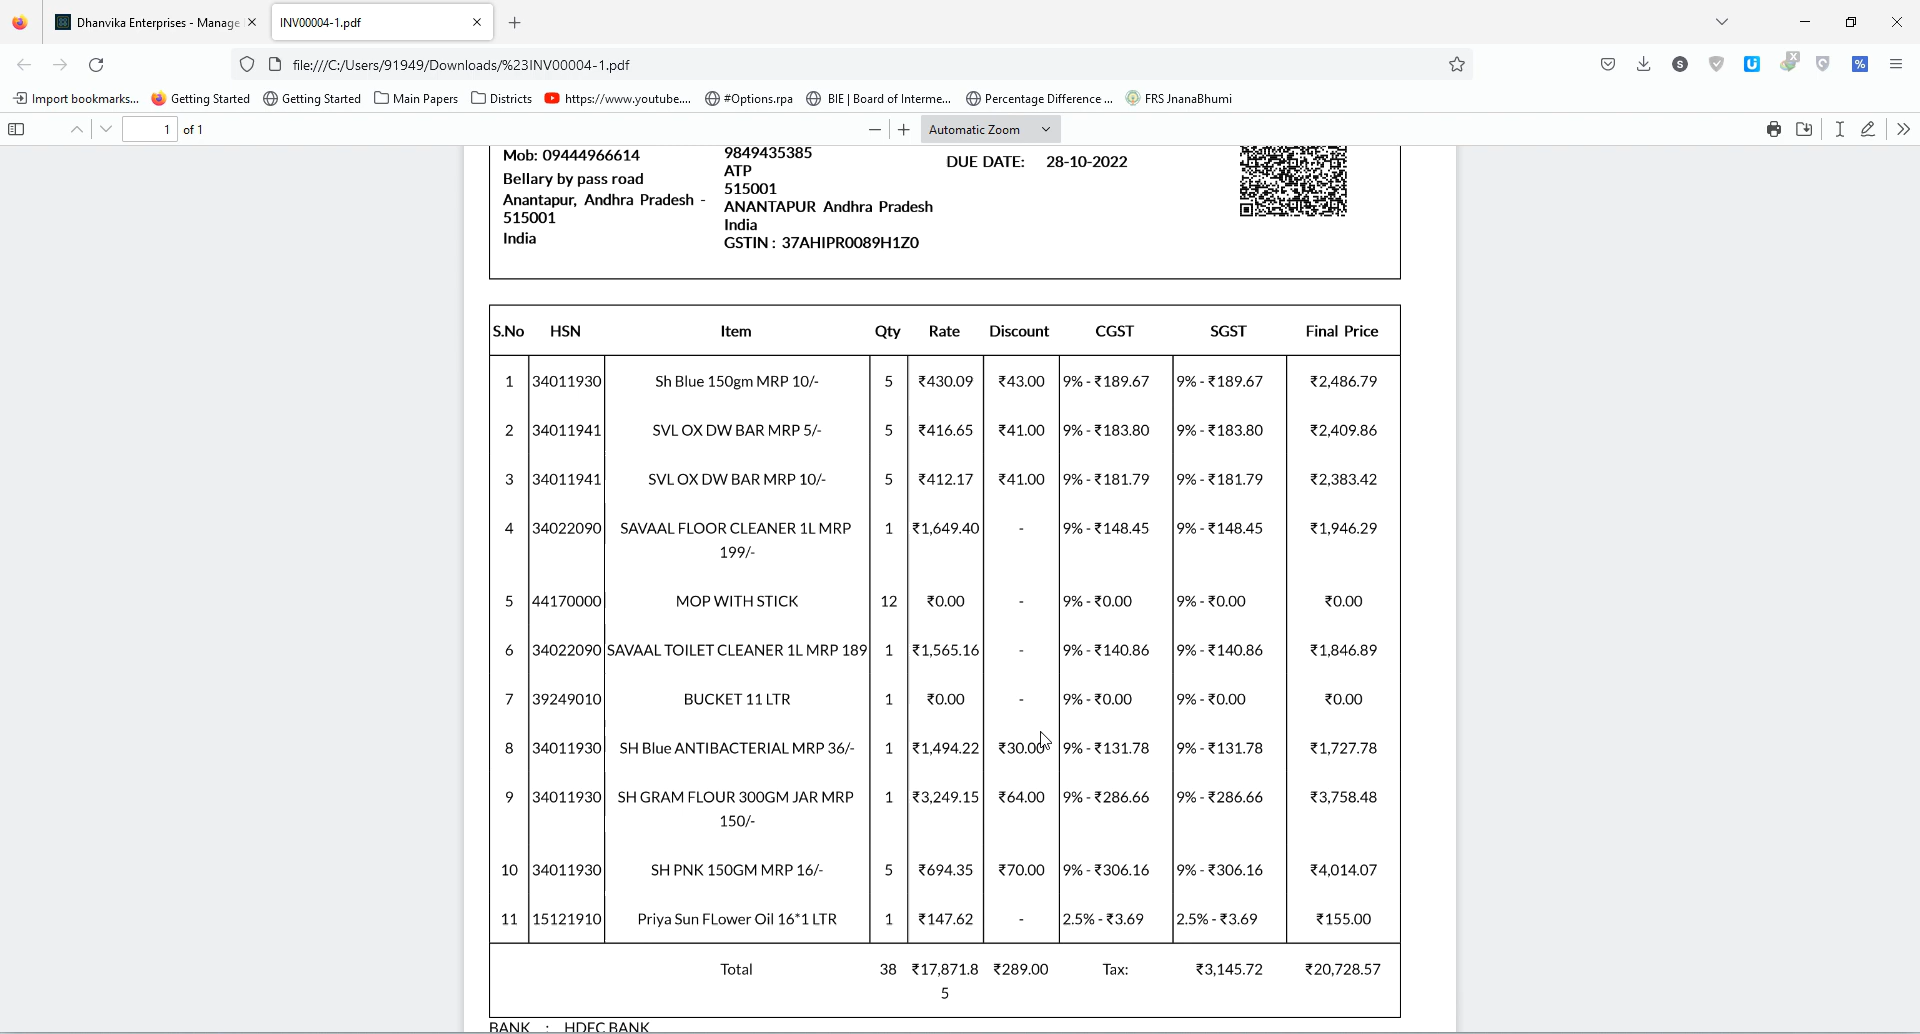 Dhanvika Enterprises - Manage
INV00004-1.pdf
file:///C:/Users/91949/Downloads/%23INV00004-1.pdf
Import bookmarks... Getting Started Getting Started Main Papers Districts https://www.youtube.... #Options.rpa BIE | Board of Interme... Percentage Difference ... FRS JnanaBhumi
1 of 1 Automatic Zoom
Mob: 09444966614
Bellary by pass road
Anantapur, Andhra Pradesh -
515001
India
9849435385
ATP
515001
ANANTAPUR Andhra Pradesh
India
GSTIN : 37AHIPR0089H1Z0
DUE DATE: 28-10-2022
S.No HSN Item Qty Rate Discount CGST SGST Final Price
1 34011930 Sh Blue 150gm MRP 10/- 5 ₹430.09 ₹43.00 9% - ₹189.67 9% - ₹189.67 ₹2,486.79
2 34011941 SVL OX DW BAR MRP 5/- 5 ₹416.65 ₹41.00 9% - ₹183.80 9% - ₹183.80 ₹2,409.86
3 34011941 SVL OX DW BAR MRP 10/- 5 ₹412.17 ₹41.00 9% - ₹181.79 9% - ₹181.79 ₹2,383.42
4 34022090 SAVAAL FLOOR CLEANER 1L MRP 1 ₹1,649.40 - 9% - ₹148.45 9% - ₹148.45 ₹1,946.29
199/-
5 44170000 MOP WITH STICK 12 ₹0.00 - 9% - ₹0.00 9% - ₹0.00 ₹0.00
6 34022090 SAVAAL TOILET CLEANER 1L MRP 189 1 ₹1,565.16 - 9% - ₹140.86 9% - ₹140.86 ₹1,846.89
7 39249010 BUCKET 11 LTR 1 ₹0.00 - 9% - ₹0.00 9% - ₹0.00 ₹0.00
8 34011930 SH Blue ANTIBACTERIAL MRP 36/- 1 ₹1,494.22 ₹30.00 9% - ₹131.78 9% - ₹131.78 ₹1,727.78
9 34011930 SH GRAM FLOUR 300GM JAR MRP 1 ₹3,249.15 ₹64.00 9% - ₹286.66 9% - ₹286.66 ₹3,758.48
150/-
10 34011930 SH PNK 150GM MRP 16/- 5 ₹694.35 ₹70.00 9% - ₹306.16 9% - ₹306.16 ₹4,014.07
11 15121910 Priya Sun FLower Oil 16*1 LTR 1 ₹147.62 - 2.5% - ₹3.69 2.5% - ₹3.69 ₹155.00
Total 38 ₹17,871.8 ₹289.00 Tax: ₹3,145.72 ₹20,728.57
5
BANK : HDFC BANK